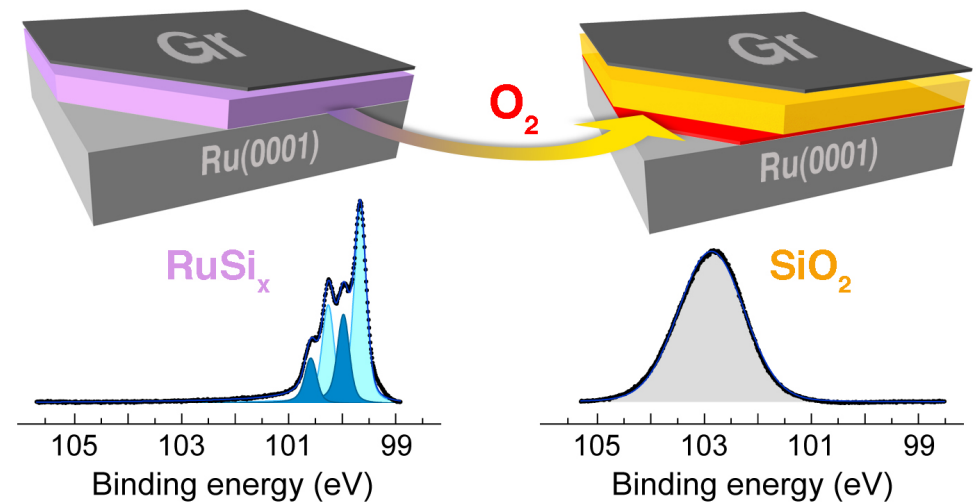 Gr
Gr
O₂
Ru(0001)
Ru(0001)
RuSiₓ
SiO₂
105 103 101 99
105 103 101 99
Binding energy (eV)
Binding energy (eV)